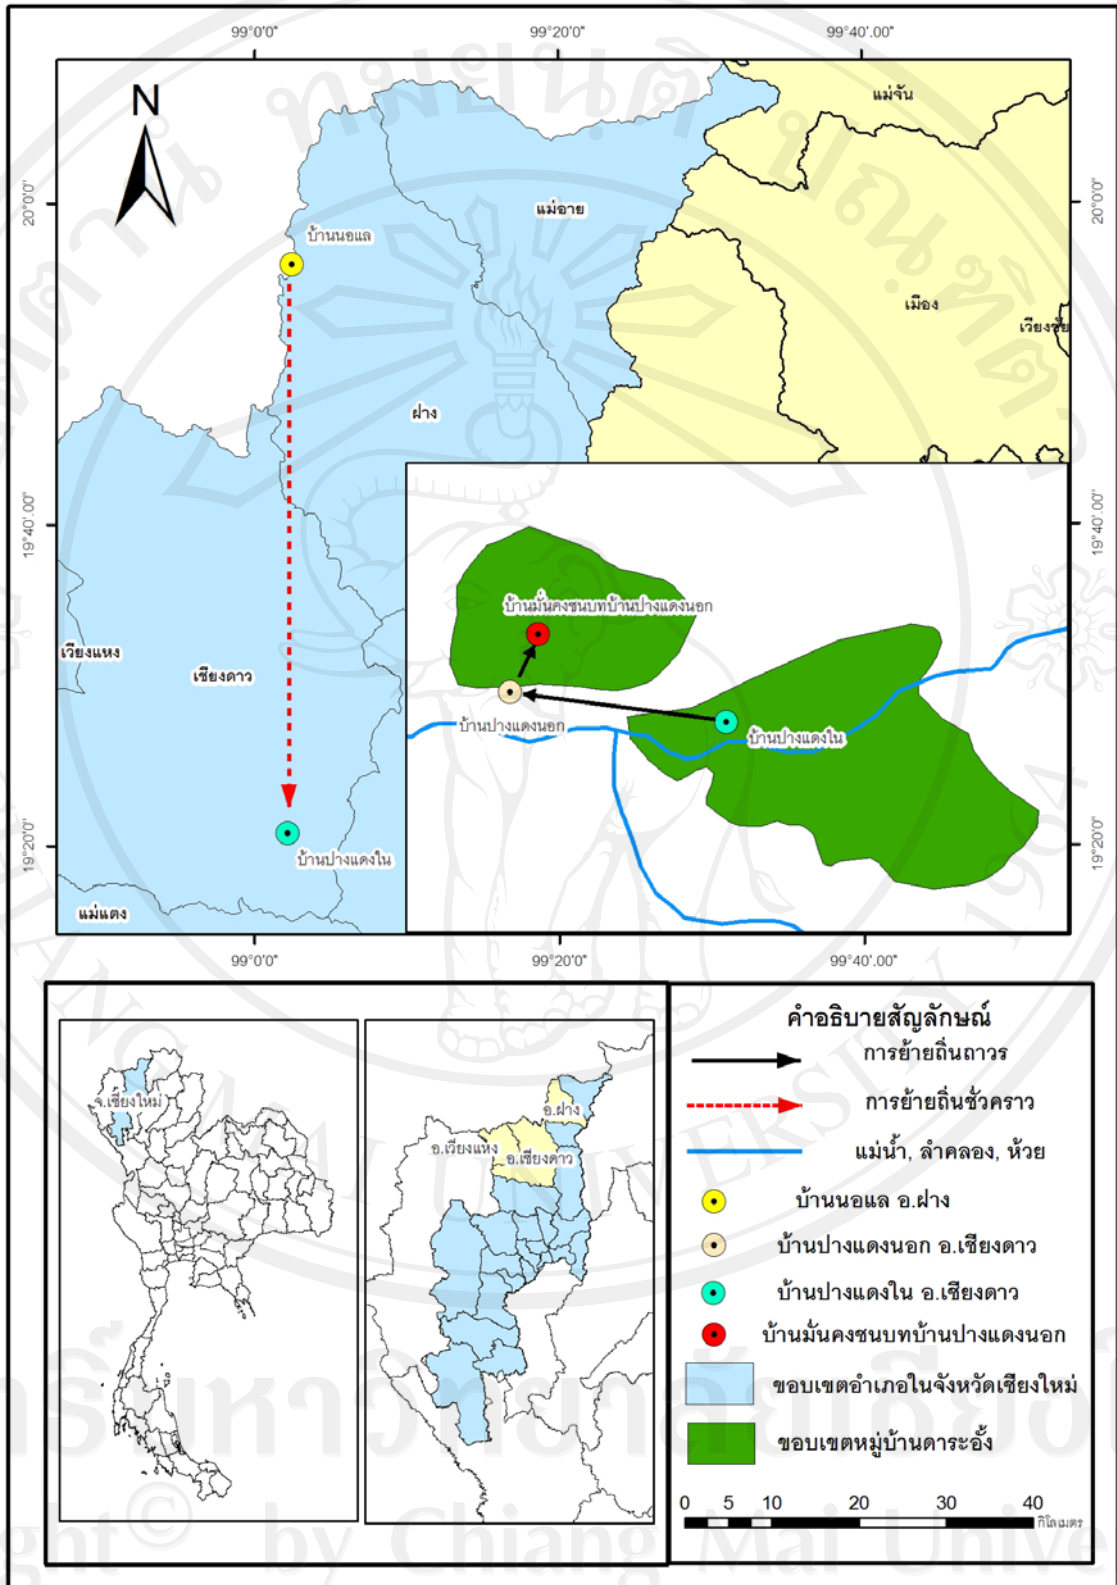 99°0'0"
99°20'0"
99°40'.00"
N
แม่จัน
20°0'0"
20°0'0"
แม่อาย
บ้านนอแล
เมือง
เวียงชัย
ฝาง
19°40'.00"
19°40'.00"
บ้านมั่นคงชนบทบ้านปางแดงนอก
เวียงแหง
เชียงดาว
บ้านปางแดงนอก
บ้านปางแดงใน
19°20'0"
19°20'0"
บ้านปางแดงใน
แม่แตง
99°0'0"
99°20'0"
99°40'.00"
จ.เชียงใหม่
อ.ฝาง
อ.เวียงแหง
อ.เชียงดาว
คำอธิบายสัญลักษณ์
การย้ายถิ่นถาวร
การย้ายถิ่นชั่วคราว
แม่น้ำ, ลำคลอง, ห้วย
บ้านนอแล อ.ฝาง
บ้านปางแดงนอก อ.เชียงดาว
บ้านปางแดงใน อ.เชียงดาว
บ้านมั่นคงชนบทบ้านปางแดงนอก
ขอบเขตอำเภอในจังหวัดเชียงใหม่
ขอบเขตหมู่บ้านดาระอั้ง
0 5 10 20 30 40
กิโลเมตร
CHIANG MAI UNIVERSITY 1964
by Chiang Mai